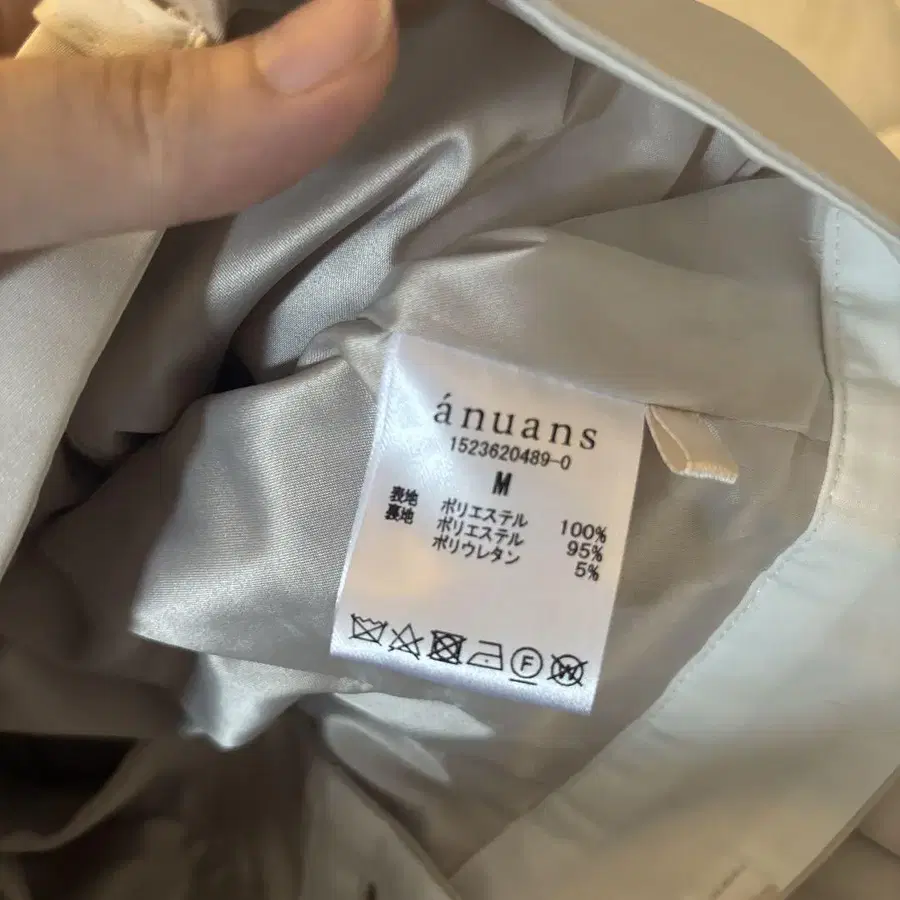 ánuans
1523620489-0
M
表地 ポリエステル 100%
裏地 ポリエステル 95%
ポリウレタン 5%
F
W